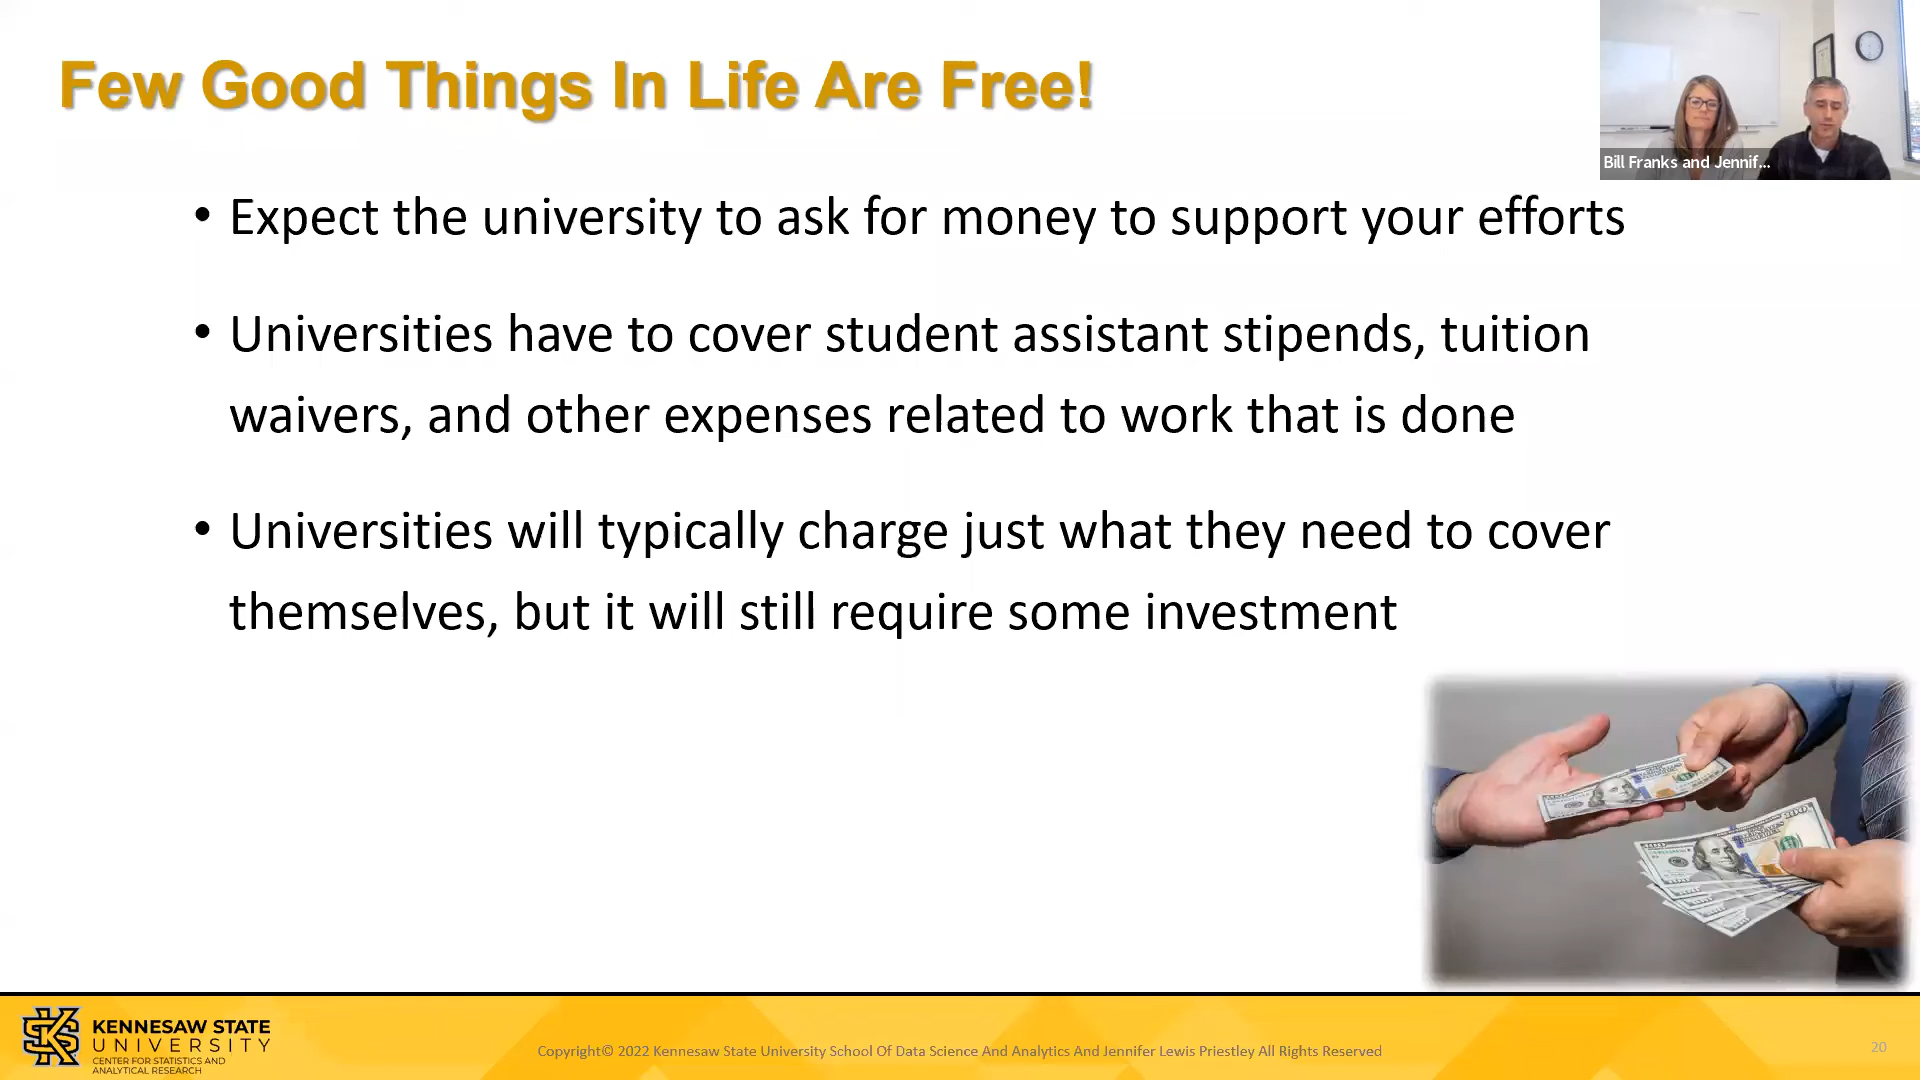 Few Good Things In Life Are Free!
Bill Franks and Jennif...
• Expect the university to ask for money to support your efforts
• Universities have to cover student assistant stipends, tuition
waivers, and other expenses related to work that is done
• Universities will typically charge just what they need to cover
themselves, but it will still require some investment
100
KENNESAW STATE
UNIVERSITY
CENTER FOR STATISTICS AND
ANALYTICAL RESEARCH
Copyright© 2022 Kennesaw State University School Of Data Science And Analytics And Jennifer Lewis Priestley All Rights Reserved
20